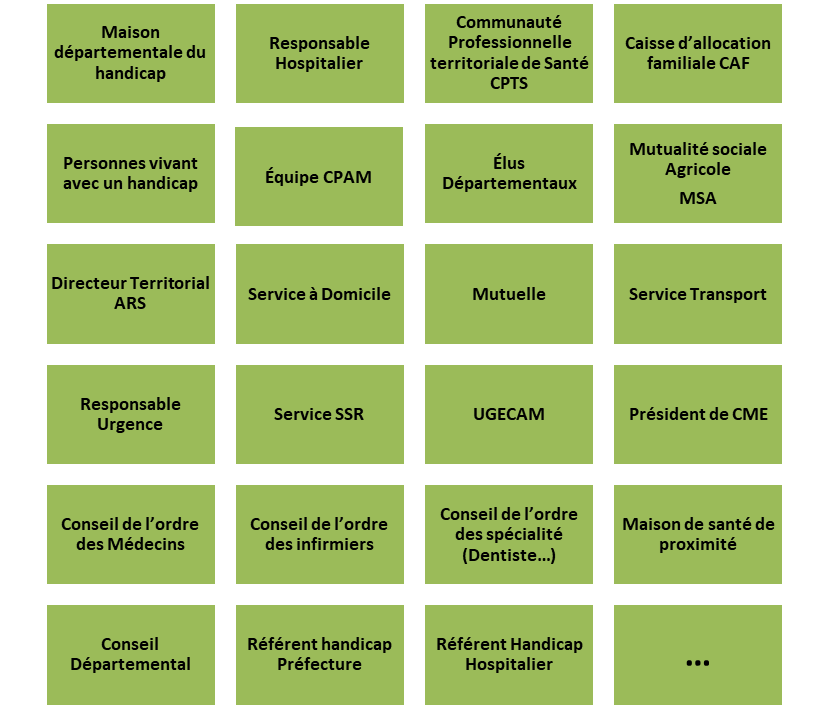 Maison
départementale du
handicap
Responsable
Hospitalier
Communauté
Professionnelle
territoriale de Santé
CPTS
Caisse d’allocation
familiale CAF
Personnes vivant
avec un handicap
Équipe CPAM
Élus
Départementaux
Mutualité sociale
Agricole
MSA
Directeur Territorial
ARS
Service à Domicile
Mutuelle
Service Transport
Responsable
Urgence
Service SSR
UGECAM
Président de CME
Conseil de l’ordre
des Médecins
Conseil de l’ordre
des infirmiers
Conseil de l’ordre
des spécialité
(Dentiste…)
Maison de santé de
proximité
Conseil
Départemental
Référent handicap
Préfecture
Référent Handicap
Hospitalier
…